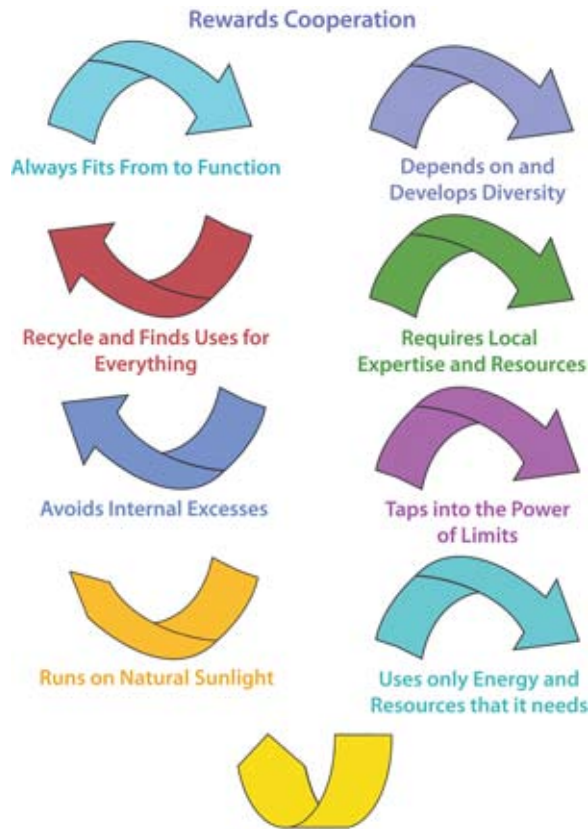 Rewards Cooperation
Always Fits From to Function
Depends on and
Develops Diversity
Recycle and Finds Uses for
Everything
Requires Local
Expertise and Resources
Avoids Internal Excesses
Taps into the Power
of Limits
Runs on Natural Sunlight
Uses only Energy and
Resources that it needs